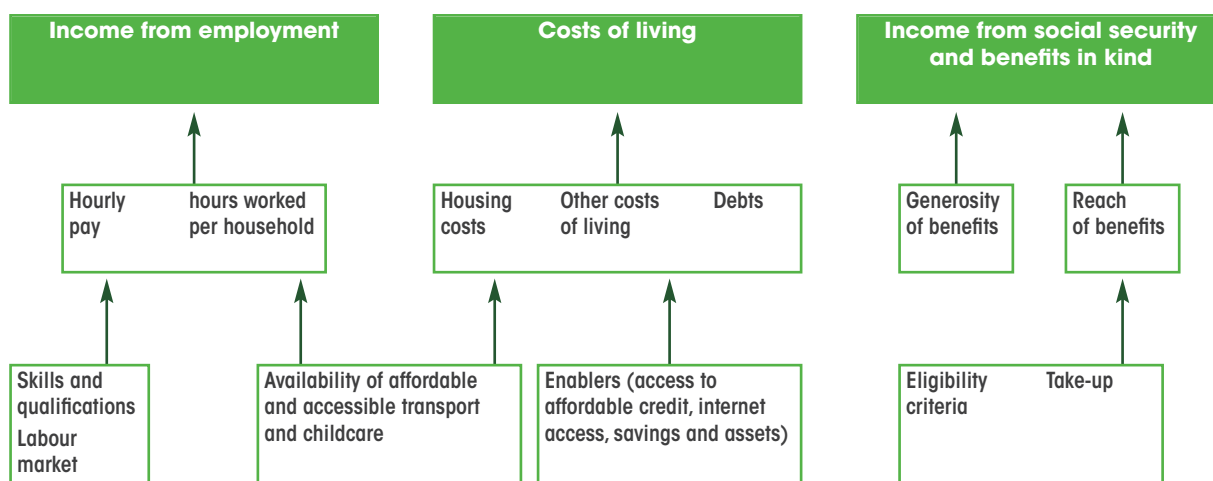 Income from employment
Costs of living
Income from social security
and benefits in kind
Hourly
pay
hours worked
per household
Housing
costs
Other costs
of living
Debts
Generosity
of benefits
Reach
of benefits
Skills and
qualifications
Labour
market
Availability of affordable
and accessible transport
and childcare
Enablers (access to
affordable credit, internet
access, savings and assets)
Eligibility
criteria
Take-up